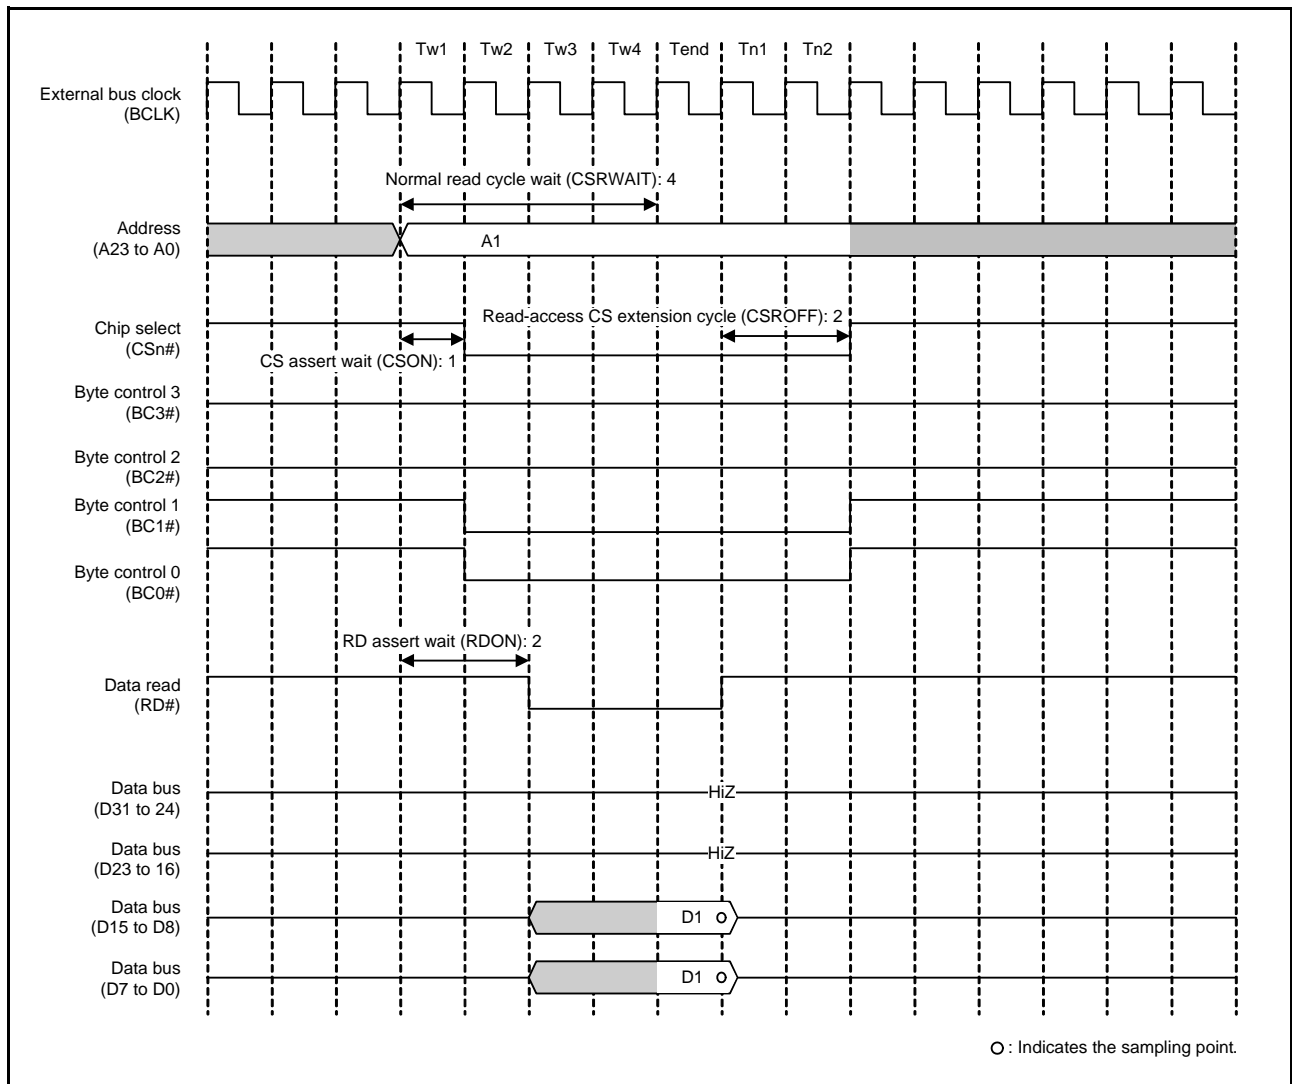 Tw1 Tw2 Tw3 Tw4 Tend Tn1 Tn2
External bus clock
(BCLK)
Normal read cycle wait (CSRWAIT): 4
Address
(A23 to A0)
A1
Chip select
(CSn#)
Read-access CS extension cycle (CSROFF): 2
CS assert wait (CSON): 1
Byte control 3
(BC3#)
Byte control 2
(BC2#)
Byte control 1
(BC1#)
Byte control 0
(BC0#)
RD assert wait (RDON): 2
Data read
(RD#)
Data bus
(D31 to 24)
HiZ
Data bus
(D23 to 16)
HiZ
Data bus
(D15 to D8)
D1
Data bus
(D7 to D0)
D1
: Indicates the sampling point.